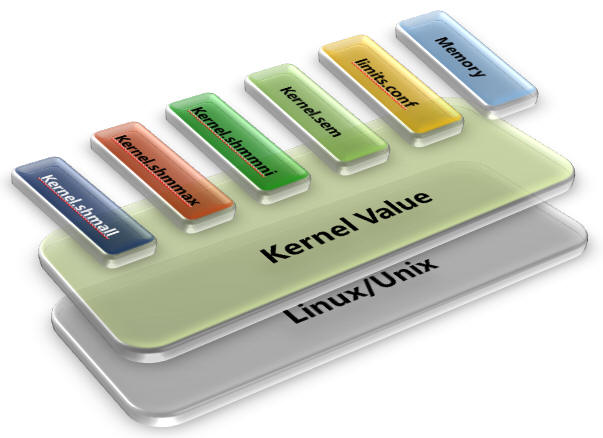 Kernel.shmall
Kernel.shmmax
Kernel.shmmni
Kernel.sem
limits.conf
Memory
Kernel Value
Linux/Unix